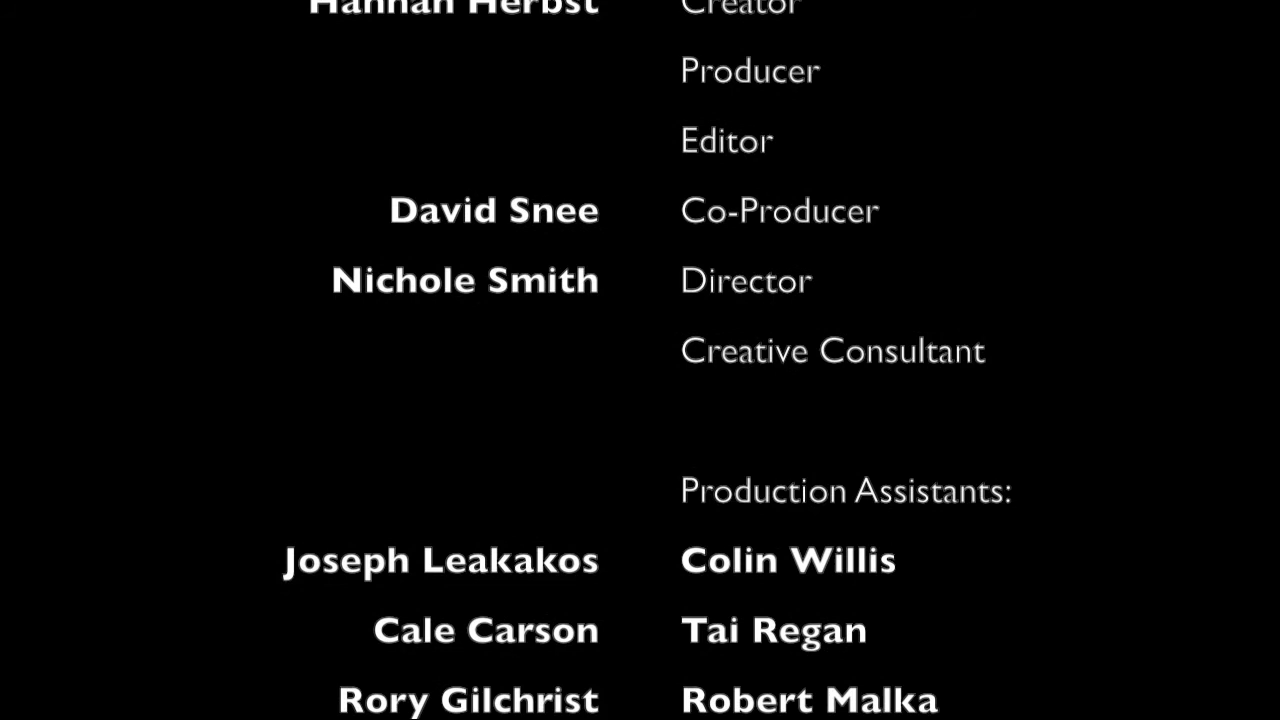 Hannah Herbst Creator
Producer
Editor
David Snee Co-Producer
Nichole Smith Director
Creative Consultant
Production Assistants:
Joseph Leakakos Colin Willis
Cale Carson Tai Regan
Rory Gilchrist Robert Malka